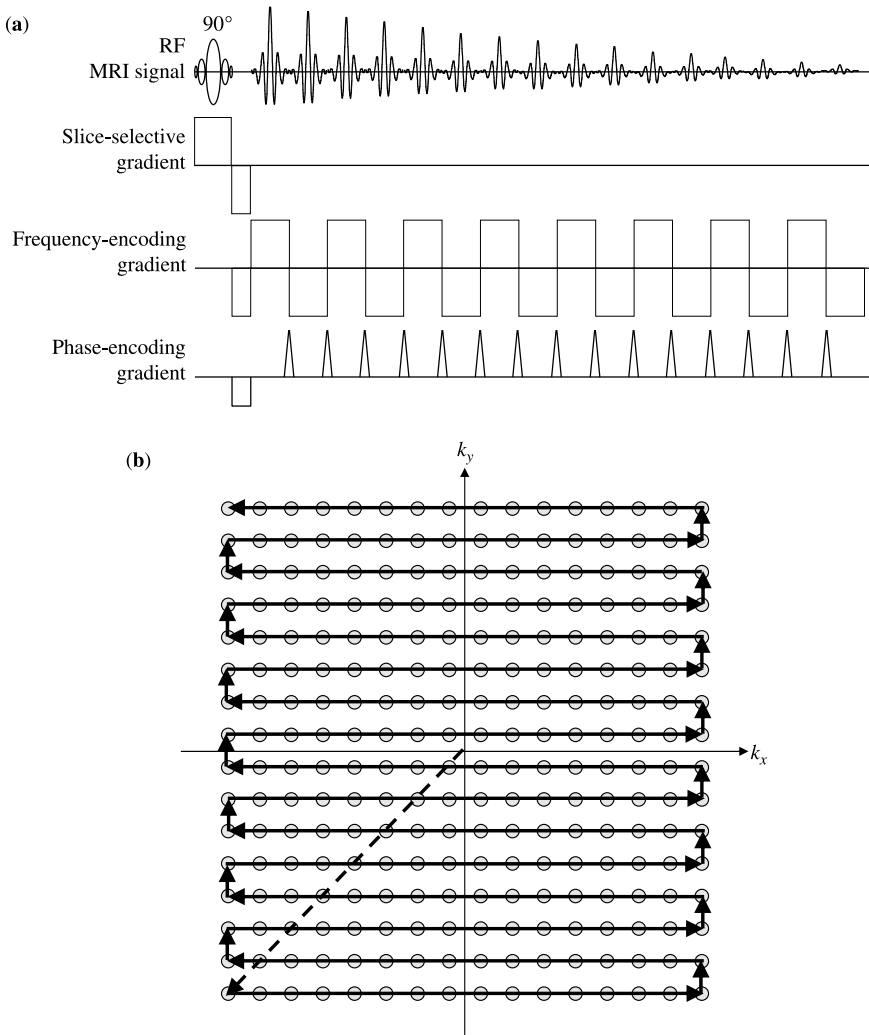 (a)
90°
RF
MRI signal
Slice-selective
gradient
Frequency-encoding
gradient
Phase-encoding
gradient
(b)
k_y
k_x